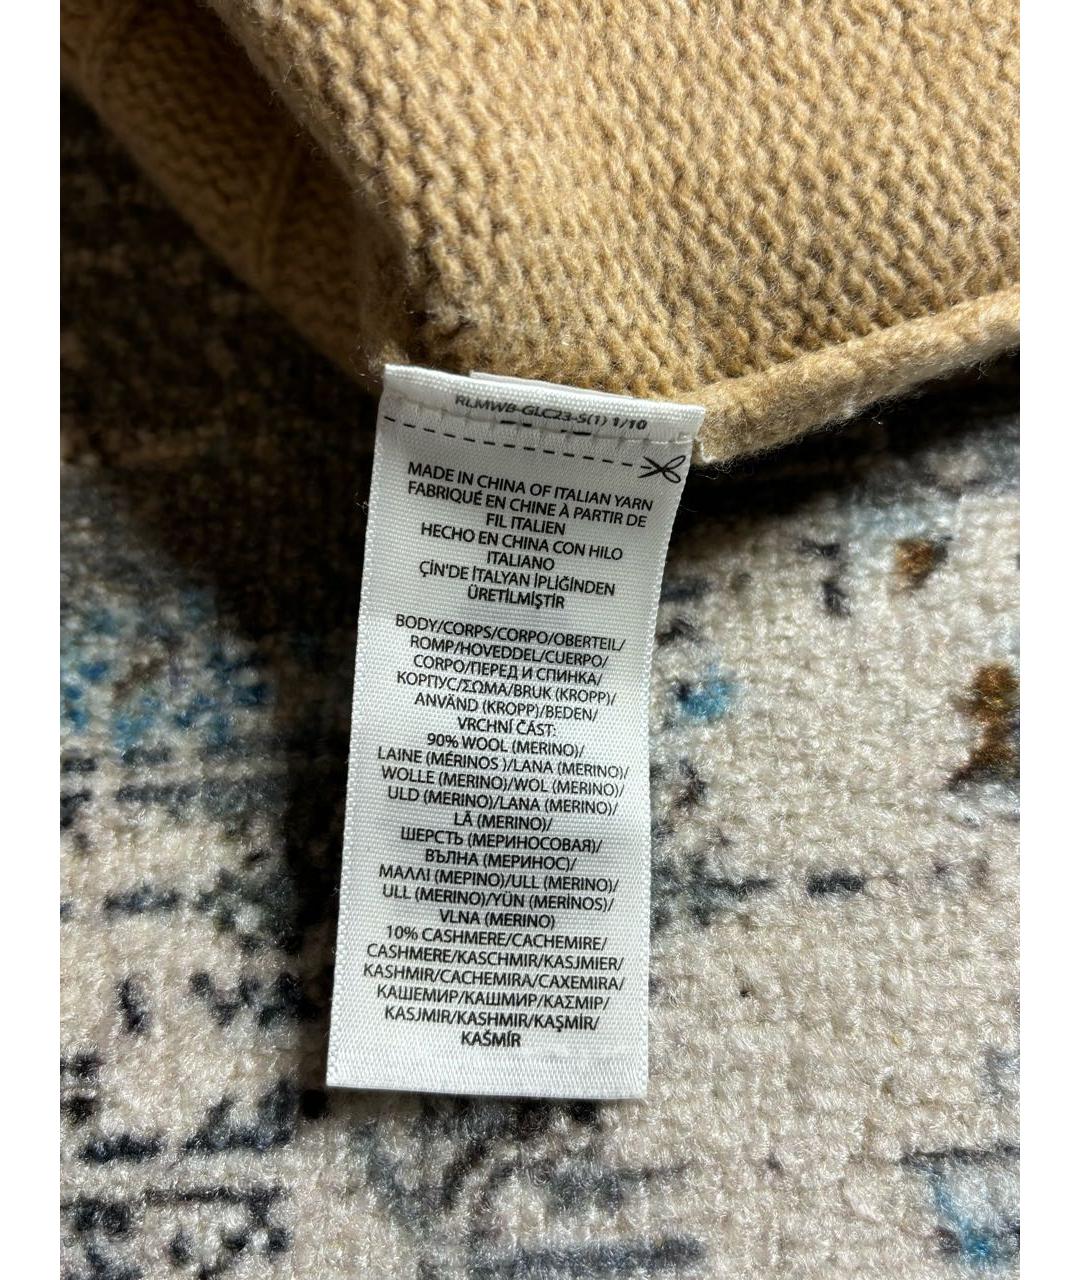 RLMWB-GLC23-S(1) 1/10
MADE IN CHINA OF ITALIAN YARN
FABRIQUÉ EN CHINE À PARTIR DE
FIL ITALIEN
HECHO EN CHINA CON HILO
ITALIANO
ÇİN'DE İTALYAN İPLİĞİNDEN
ÜRETİLMİŞTİR
BODY/CORPS/CORPO/OBERTEIL/
ROMP/HOVEDDEL/CUERPO/
CORPO/ПЕРЕД И СПИНКА/
КОРПУС/ΣΩΜΑ/BRUK (KROPP)/
ANVÄND (KROPP)/BEDEN/
VRCHNÍ ČÁST:
90% WOOL (MERINO)/
LAINE (MÉRINOS )/LANA (MERINO)/
WOLLE (MERINO)/WOL (MERINO)/
ULD (MERINO)/LANA (MERINO)/
LÃ (MERINO)/
ШЕРСТЬ (МЕРИНОСОВАЯ)/
ВЪЛНА (МЕРИНОС)/
ΜΑΛΛΙ (ΜΕΡΙΝΟ)/ULL (MERINO)/
ULL (MERINO)/YÜN (MERİNOS)/
VLNA (MERINO)
10% CASHMERE/CACHEMIRE/
CASHMERE/KASCHMIR/KASJMIER/
KASHMIR/CACHEMIRA/CAXEMIRA/
КАШЕМИР/КАШМИР/ΚΑΣΜΙΡ/
KASJMIR/KASHMIR/KAŞMİR/
KAŠMÍR